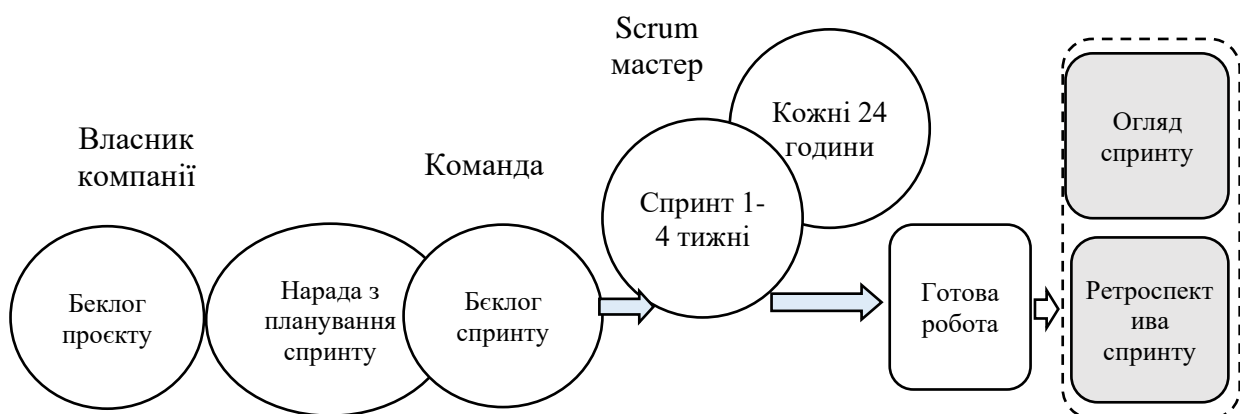 Власник
компанії
Беклог
проєкту
Нарада з
планування
спринту
Команда
Бєклог
спринту
Scrum
мастер
Спринт 1-
4 тижні
Кожні 24
години
Готова
робота
Огляд
спринту
Ретроспект
ива
спринту